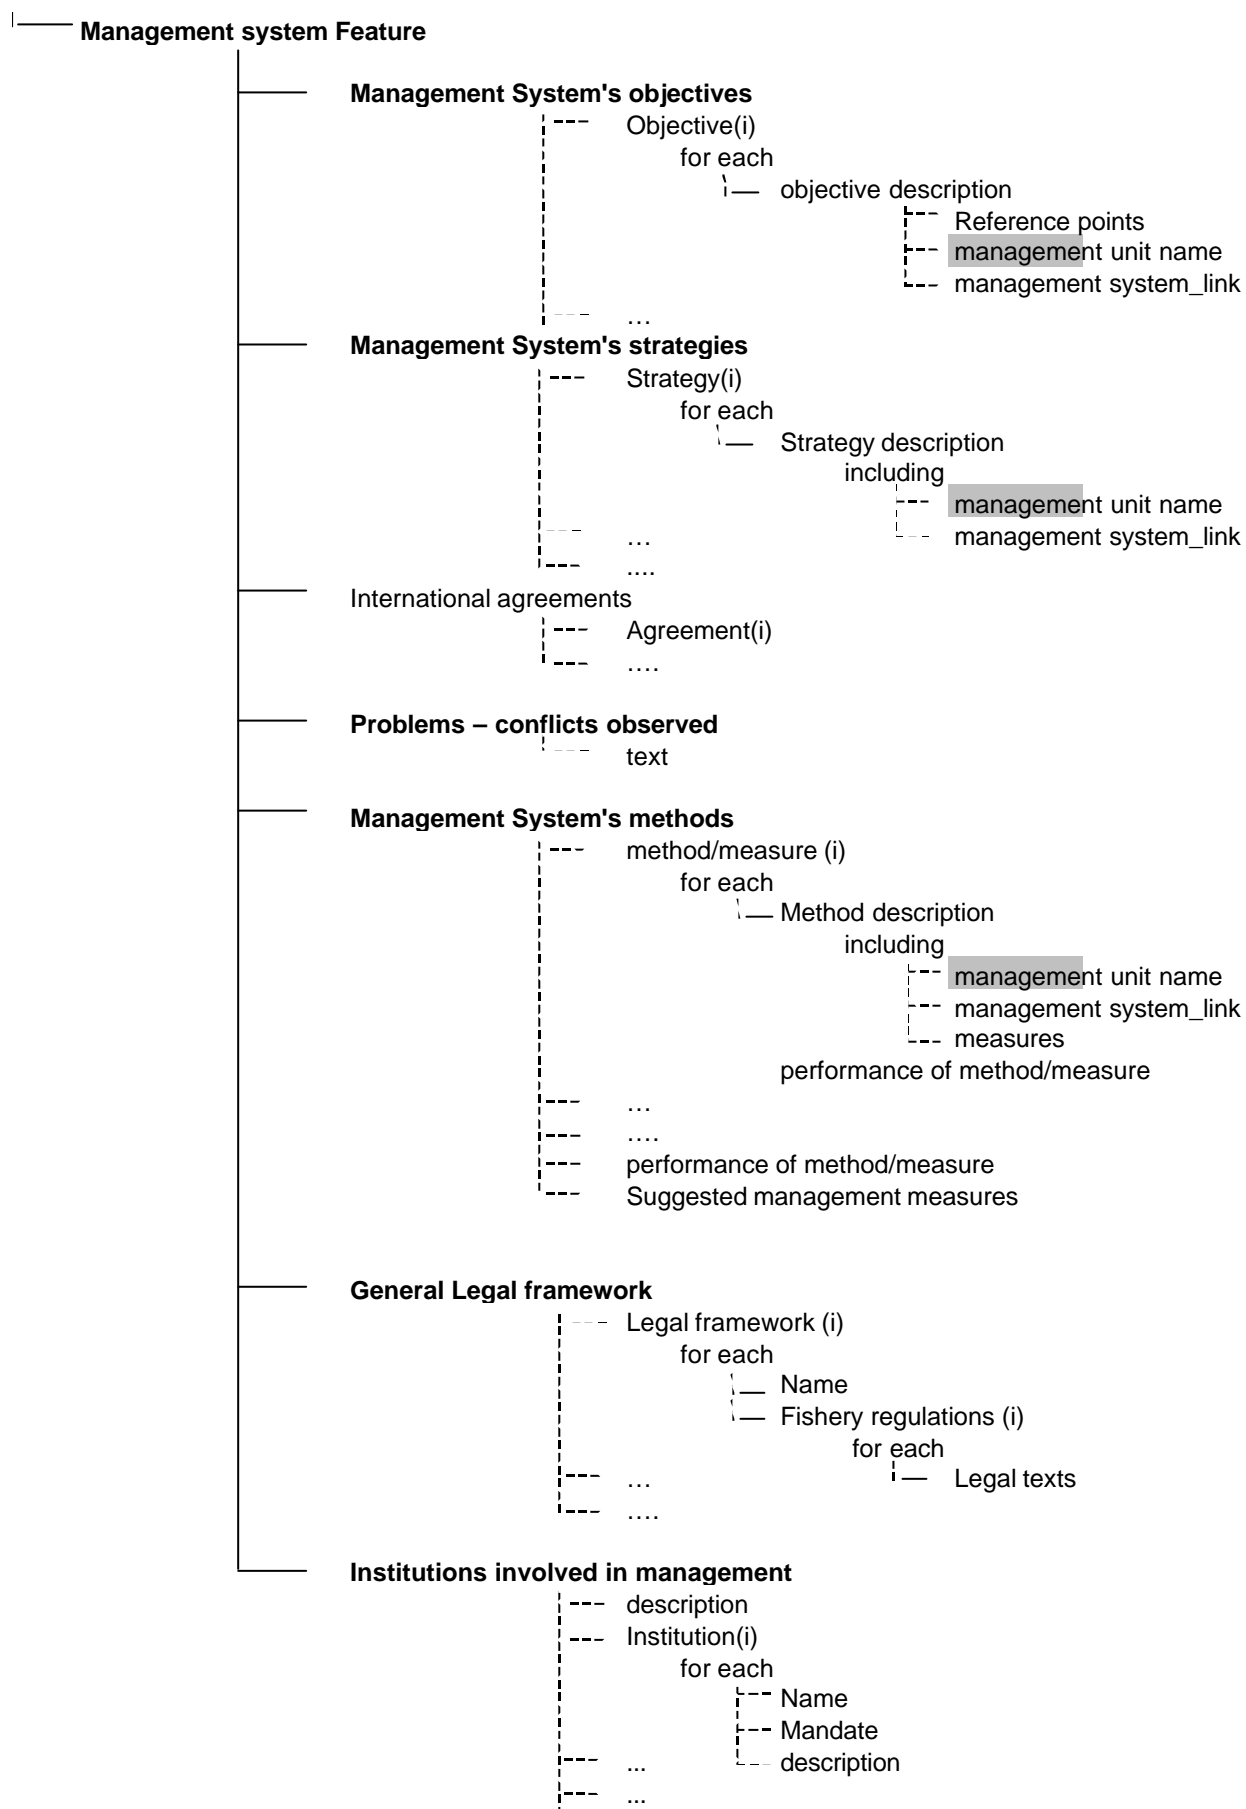 Management system Feature
Management System's objectives
Objective(i)
for each
objective description
Reference points
management unit name
management system_link
…
Management System's strategies
Strategy(i)
for each
Strategy description
including
management unit name
management system_link
…
....
International agreements
Agreement(i)
….
Problems – conflicts observed
text
Management System's methods
method/measure (i)
for each
Method description
including
management unit name
management system_link
measures
performance of method/measure
…
….
performance of method/measure
Suggested management measures
General Legal framework
Legal framework (i)
for each
Name
Fishery regulations (i)
for each
Legal texts
…
….
Institutions involved in management
description
Institution(i)
for each
Name
Mandate
description
...
...